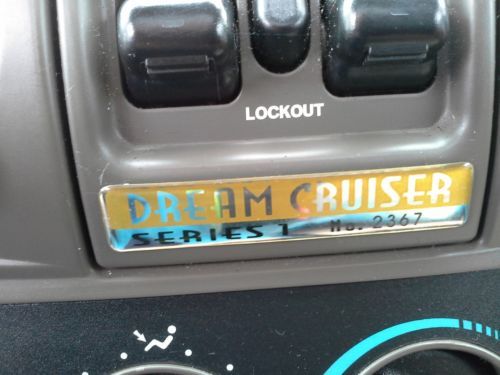 LOCKOUT
DREAM CRUISER
SERIES 1 No. 2367